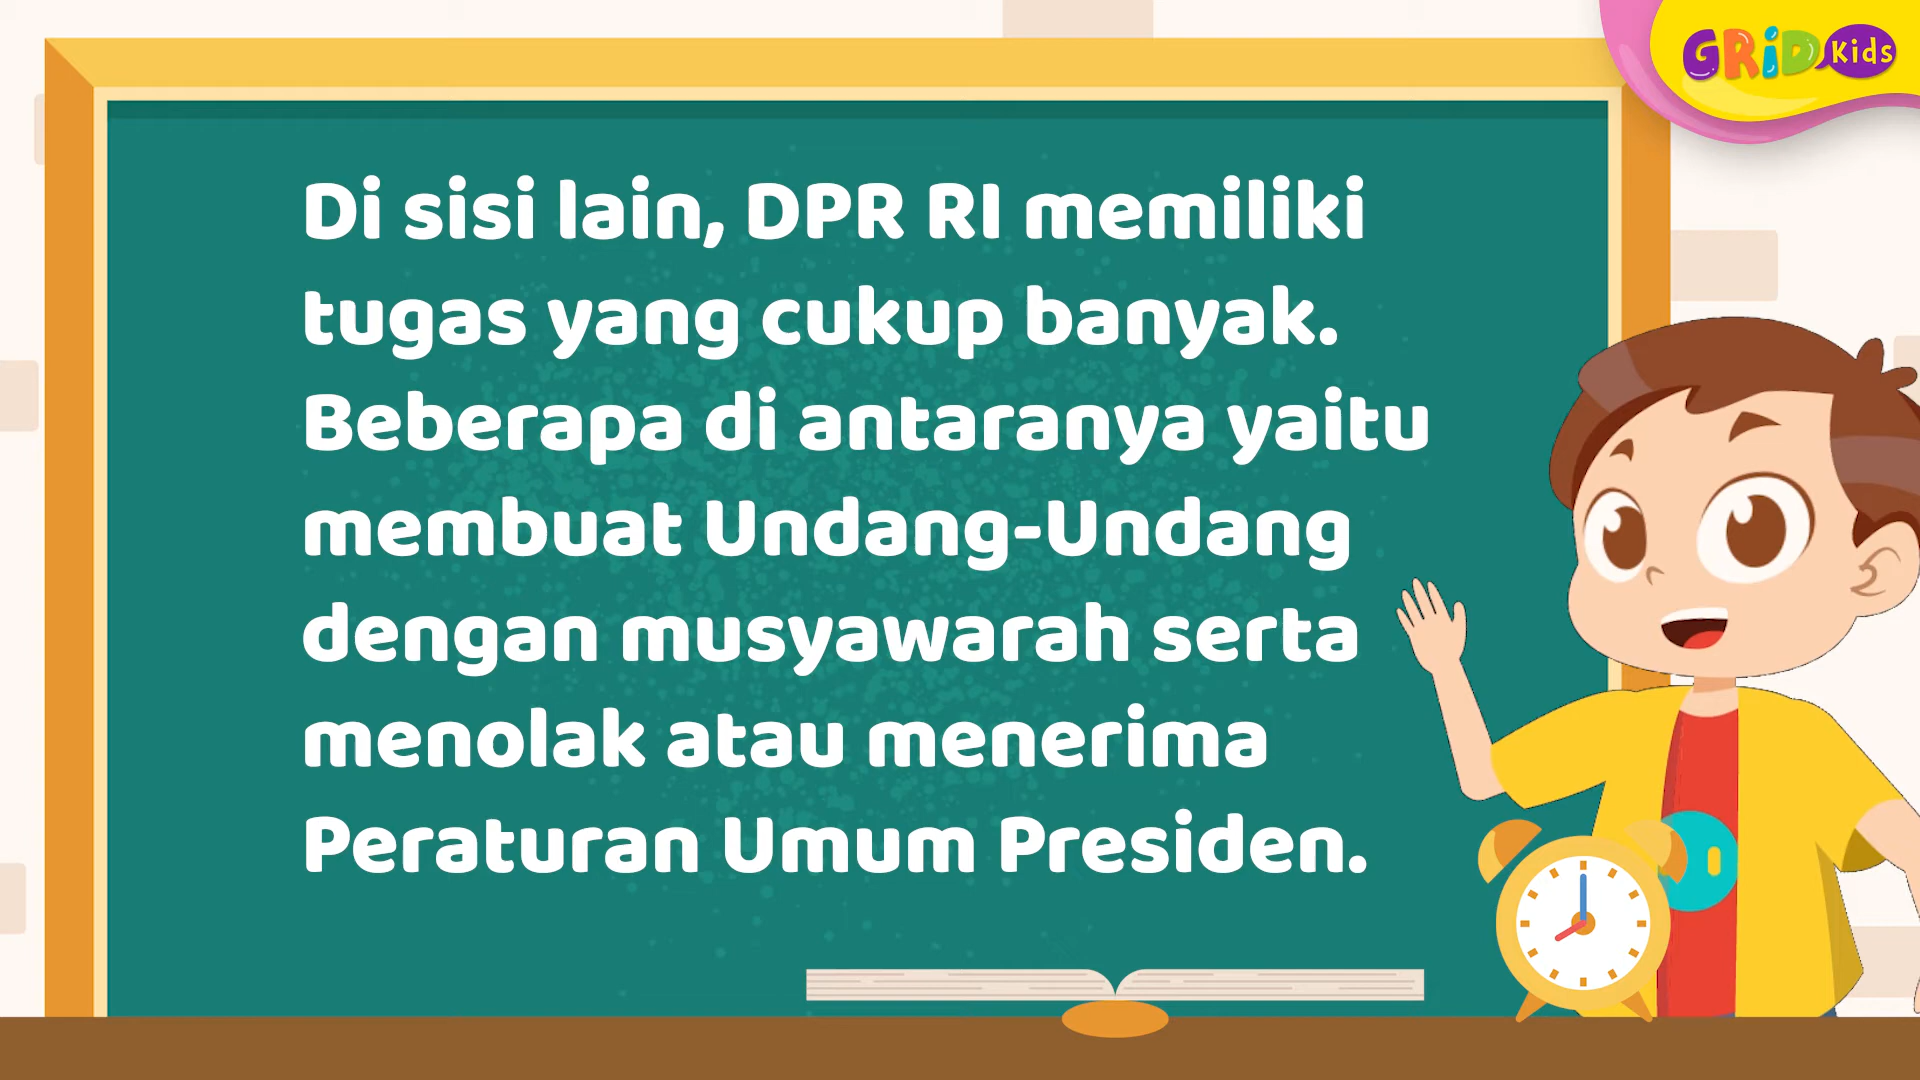 GRID Kids
Di sisi lain, DPR RI memiliki
tugas yang cukup banyak.
Beberapa di antaranya yaitu
membuat Undang-Undang
dengan musyawarah serta
menolak atau menerima
Peraturan Umum Presiden.